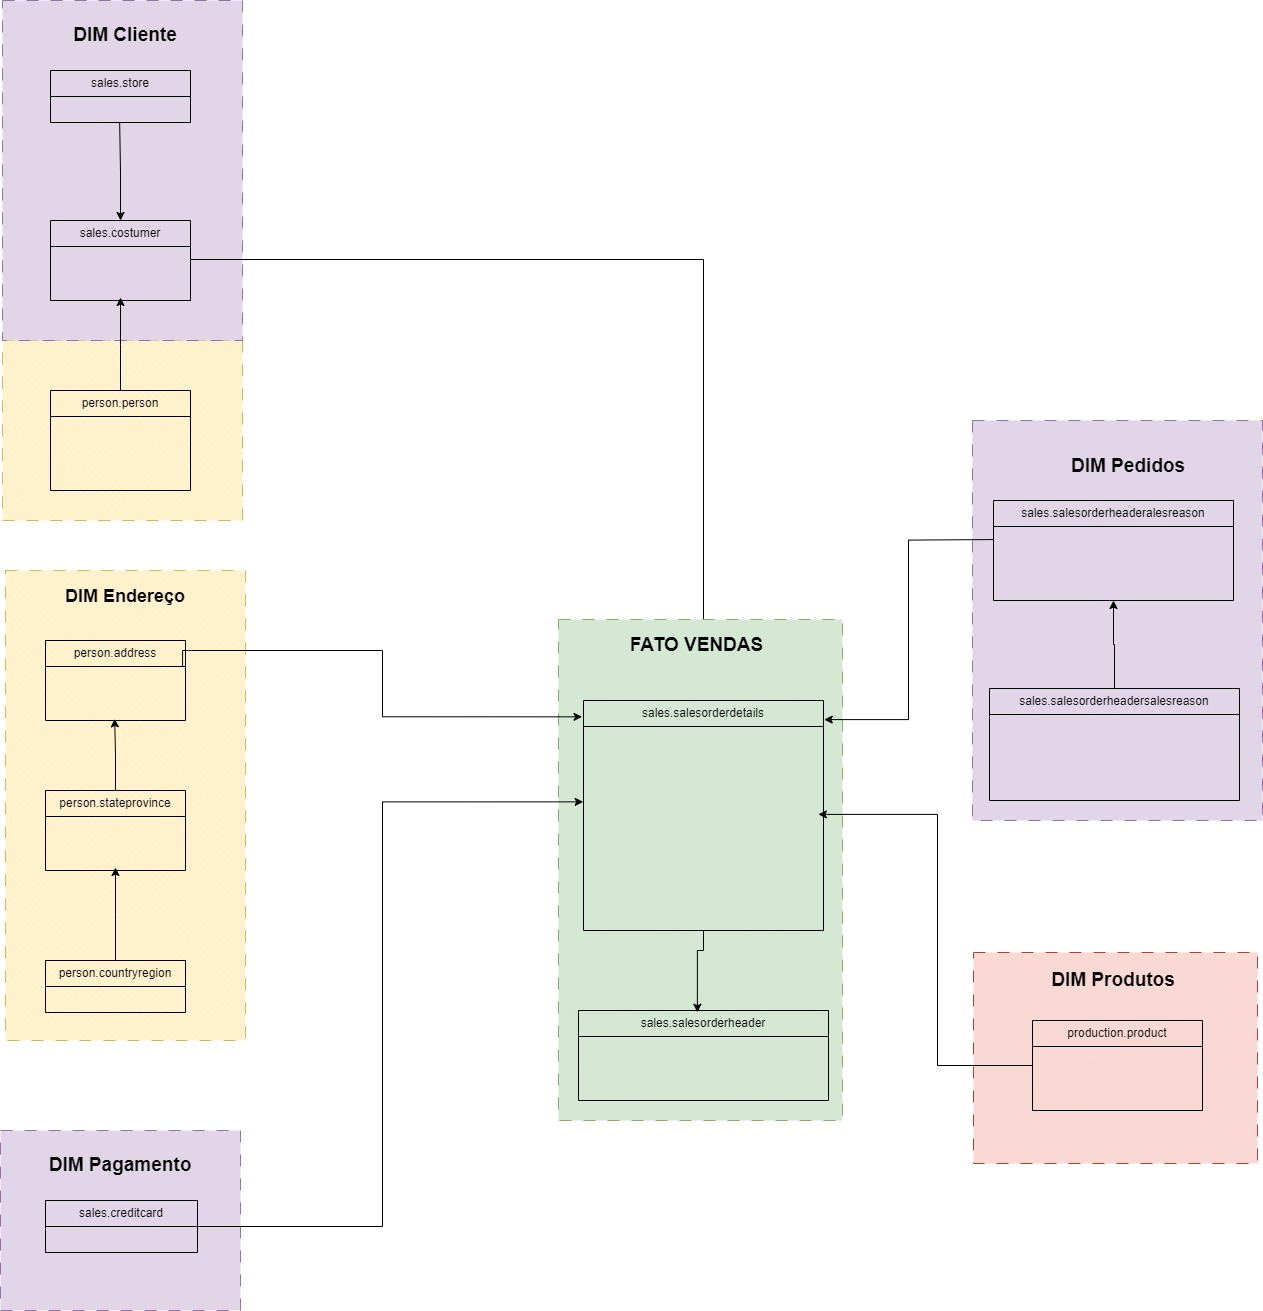 DIM Cliente
sales.store
sales.costumer
person.person
DIM Endereço
person.address
person.stateprovince
person.countryregion
DIM Pagamento
sales.creditcard
FATO VENDAS
sales.salesorderdetails
sales.salesorderheader
DIM Pedidos
sales.salesorderheaderalesreason
sales.salesorderheadersalesreason
DIM Produtos
production.product